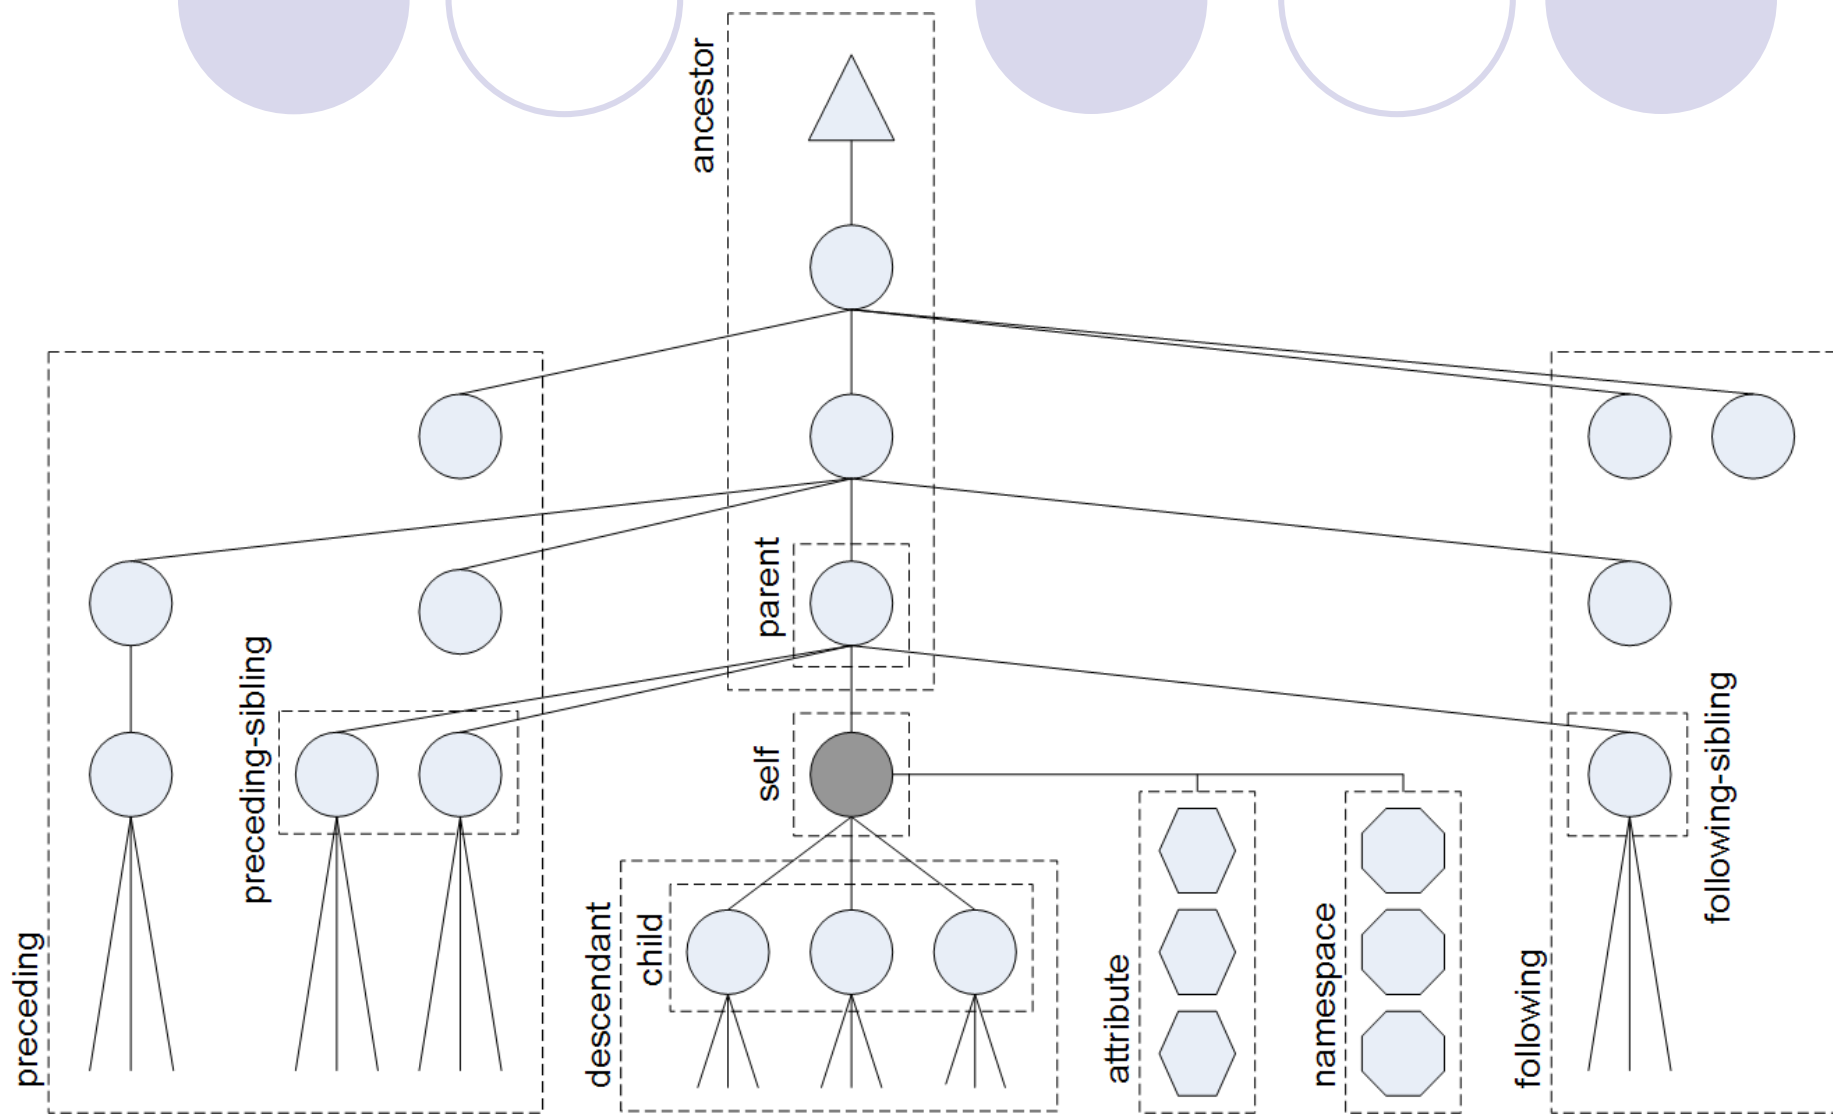 ancestor
parent
preceding-sibling
self
following-sibling
preceding
descendant
child
attribute
namespace
following